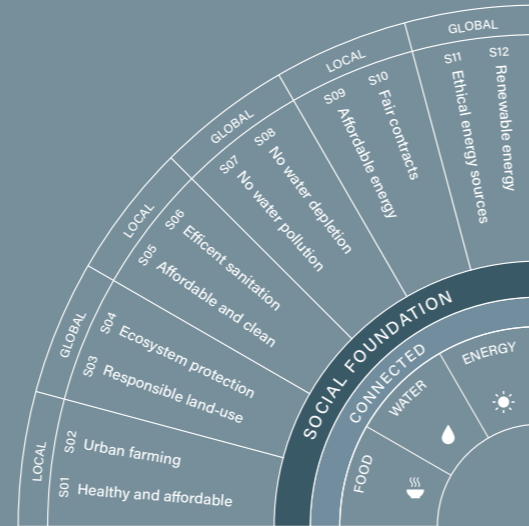 LOCAL
S01 Healthy and affordable
S02 Urban farming
GLOBAL
S03 Responsible land-use
S04 Ecosystem protection
LOCAL
S05 Affordable and clean
S06 Efficent sanitation
GLOBAL
S07 No water pollution
S08 No water depletion
LOCAL
S09 Affordable energy
S10 Fair contracts
GLOBAL
S11 Ethical energy sources
S12 Renewable energy
SOCIAL FOUNDATION
CONNECTED
FOOD
WATER
ENERGY